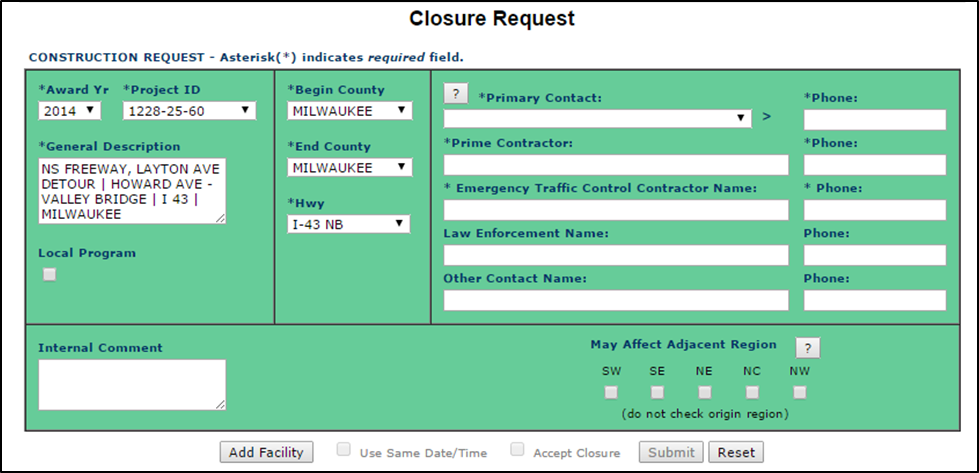 Closure Request
CONSTRUCTION REQUEST - Asterisk(*) indicates required field.
*Award Yr
2014
*Project ID
1228-25-60
*General Description
NS FREEWAY, LAYTON AVE
DETOUR | HOWARD AVE -
VALLEY BRIDGE | I 43 |
MILWAUKEE
Local Program
*Begin County
MILWAUKEE
*End County
MILWAUKEE
*Hwy
I-43 NB
? *Primary Contact:
>
*Phone:
*Prime Contractor:
*Phone:
* Emergency Traffic Control Contractor Name:
* Phone:
Law Enforcement Name:
Phone:
Other Contact Name:
Phone:
Internal Comment
May Affect Adjacent Region ?
SW SE NE NC NW
(do not check origin region)
Add Facility Use Same Date/Time Accept Closure Submit Reset